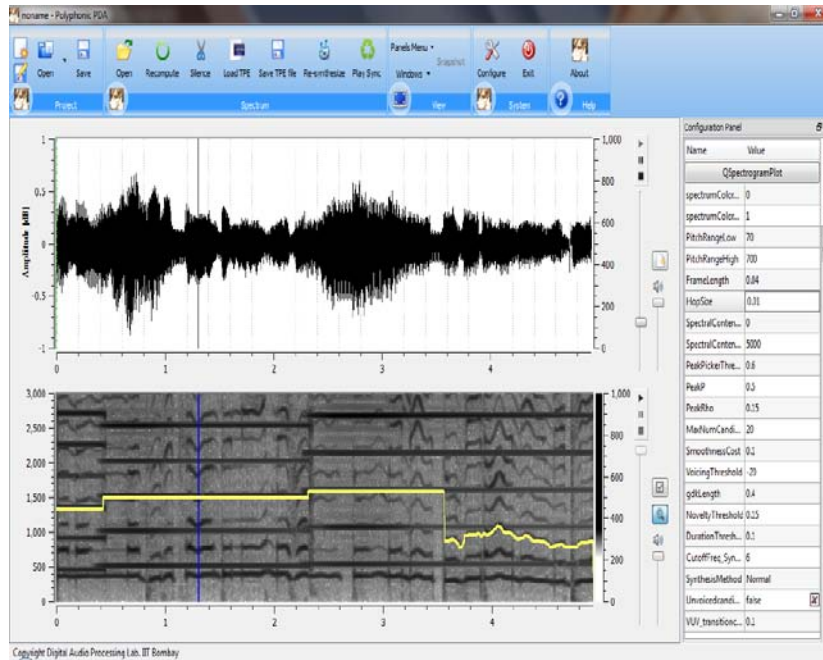 noname - Polyphonic PDA
Open Save Open Recompute Silence Load TPE Save TPE file Re-synthesize Play Sync Panels Menu Snapshot Windows Configure Exit About
Project Spectrum View System Help
Configuration Panel
Name Value
QSpectrogramPlot
spectrumColor... 0
spectrumColor... 1
PitchRangeLow 70
PitchRangeHigh 700
FrameLength 0.04
HopSize 0.01
SpectralConten... 0
SpectralConten... 5000
PeakPickerThre... 0.6
PeakP 0.5
PeakRho 0.15
MaxNumCandi... 20
SmoothnessCost 0.1
VoicingThreshold -20
gdkLength 0.4
NoveltyThreshold 0.15
DurationThresh... 0.1
CutoffFreq_Syn... 6
SynthesisMethod Normal
Unvoicedcandi... false
VUV_transitionc... 0.1
Amplitude [dB]
1
0.5
0
-0.5
-1
1,000
800
600
400
200
0
0 1 2 3 4
3,000
2,500
2,000
1,500
1,000
500
0
1,000
800
600
400
200
0
0 1 2 3 4
Copyright Digital Audio Processing Lab. IIT Bombay